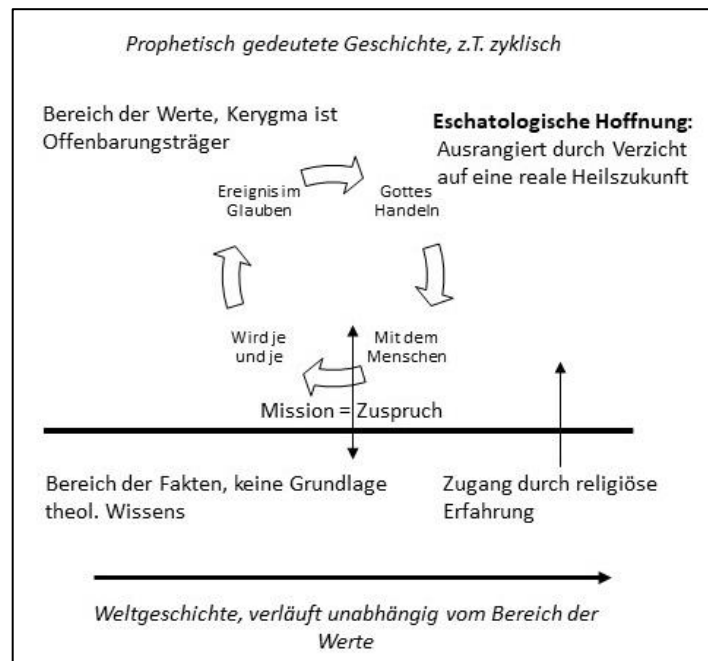 Prophetisch gedeutete Geschichte, z.T. zyklisch
Bereich der Werte, Kerygma ist
Offenbarungsträger
Eschatologische Hoffnung:
Ausrangiert durch Verzicht
auf eine reale Heilszukunft
Ereignis im
Glauben
Gottes
Handeln
Wird je
und je
Mit dem
Menschen
Mission = Zuspruch
Bereich der Fakten, keine Grundlage
theol. Wissens
Zugang durch religiöse
Erfahrung
Weltgeschichte, verläuft unabhängig vom Bereich der
Werte